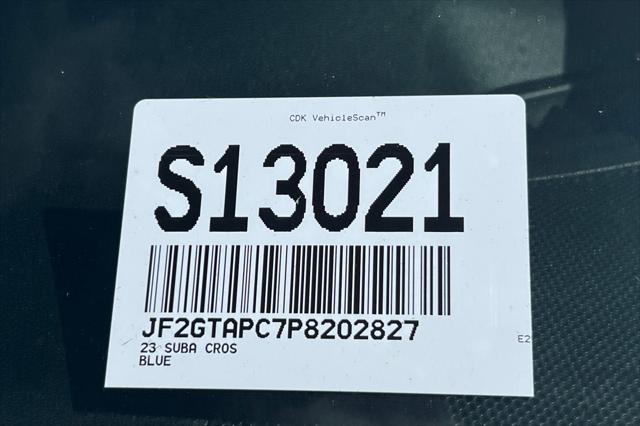 CDK VehicleScan™
S13021
JF2GTAPC7P8202827
23 SUBA CROS
E2
BLUE